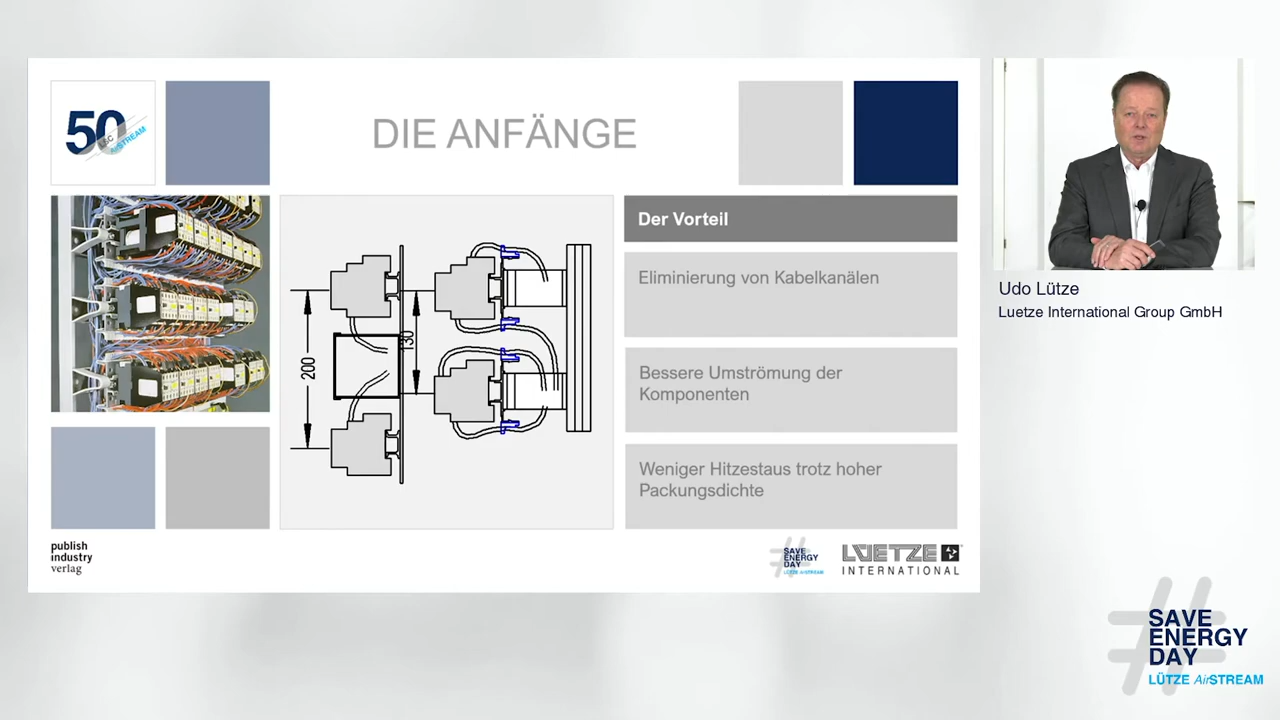 50
LSC
AirSTREAM
DIE ANFÄNGE
Der Vorteil
Eliminierung von Kabelkanälen
Bessere Umströmung der
Komponenten
Weniger Hitzestaus trotz hoher
Packungsdichte
200
130
publish
industry
verlag
SAVE
ENERGY
DAY
LÜTZE AirSTREAM
LUETZE
INTERNATIONAL
Udo Lütze
Luetze International Group GmbH
SAVE
ENERGY
DAY
LÜTZE AirSTREAM